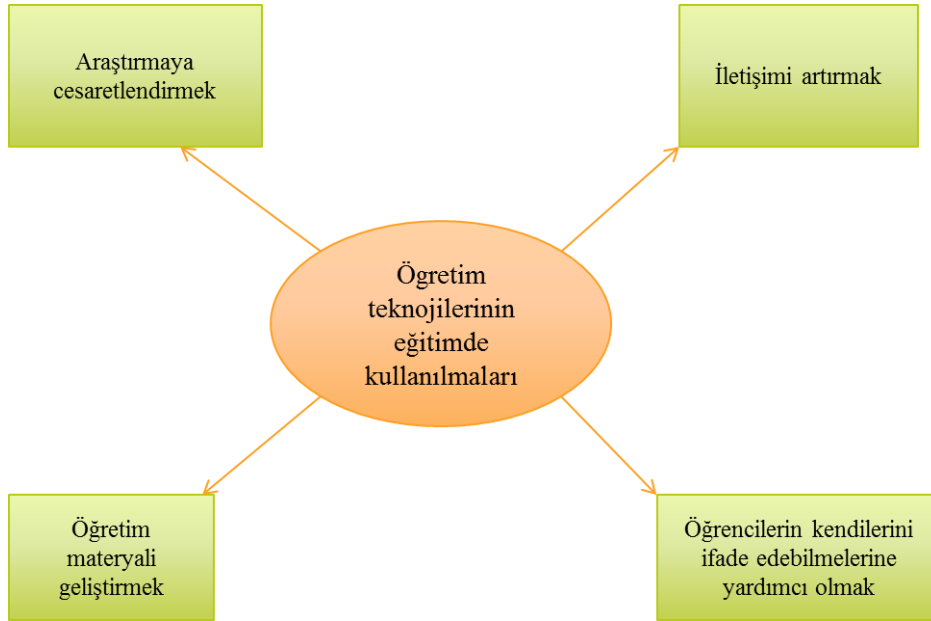 Araştırmaya
cesaretlendirmek
İletişimi artırmak
Ögretim
teknojilerinin
eğitimde
kullanılmaları
Öğretim
materyali
geliştirmek
Öğrencilerin kendilerini
ifade edebilmelerine
yardımcı olmak